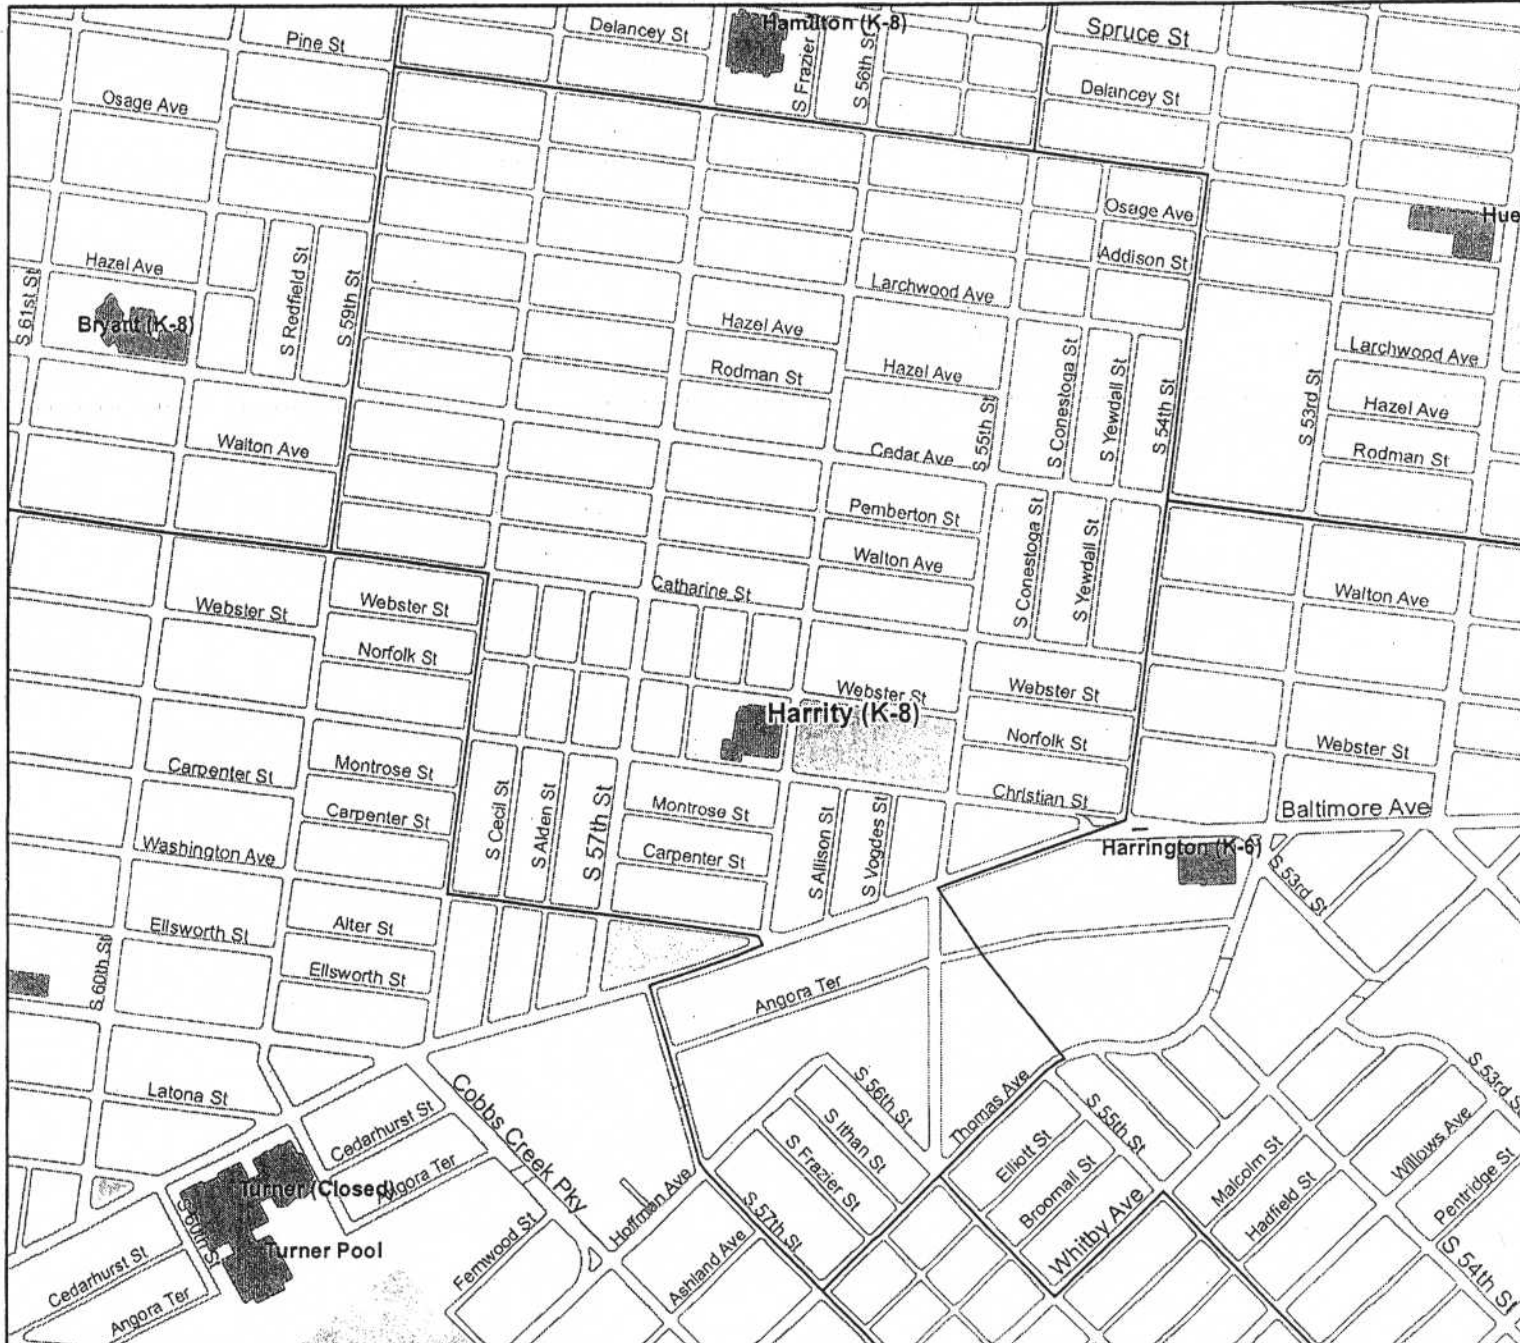 Hamilton (K-8)
Pine St
Delancey St
S Frazier
S 56th St
Spruce St
Delancey St
Osage Ave
Osage Ave
Hue
Addison St
Hazel Ave
S Redfield St
S 59th St
S 61st St
Bryant (K-8)
Larchwood Ave
Hazel Ave
Rodman St
Hazel Ave
S Conestoga St
S Yewdall St
S 54th St
S 53rd St
Larchwood Ave
Hazel Ave
Rodman St
Walton Ave
Cedar Ave
S 55th St
Pemberton St
Walton Ave
S Conestoga St
S Yewdall St
Catharine St
Walton Ave
Webster St
Webster St
Norfolk St
Webster St
Webster St
Harrity (K-8)
Norfolk St
Webster St
Carpenter St
Montrose St
Carpenter St
S Cecil St
S Alden St
S 57th St
Montrose St
Carpenter St
S Allison St
S Vogdes St
Christian St
Baltimore Ave
Washington Ave
Harrington (K-6)
S 53rd St
Ellsworth St
Alter St
Ellsworth St
S 60th St
Angora Ter
Latona St
Cobbs Creek Pky
Cedarhurst St
Angora Ter
S 56th St
S Ithan St
S Frazier St
Thomas Ave
S 55th St
S 53rd St
Elliott St
Broomall St
Whitby Ave
Malcolm St
Hadfield St
Willows Ave
Pentridge St
S 54th St
Turner (Closed)
S 60th St
Turner Pool
Hoffman Ave
S 57th St
Ashland Ave
Fernwood St
Cedarhurst St
Angora Ter